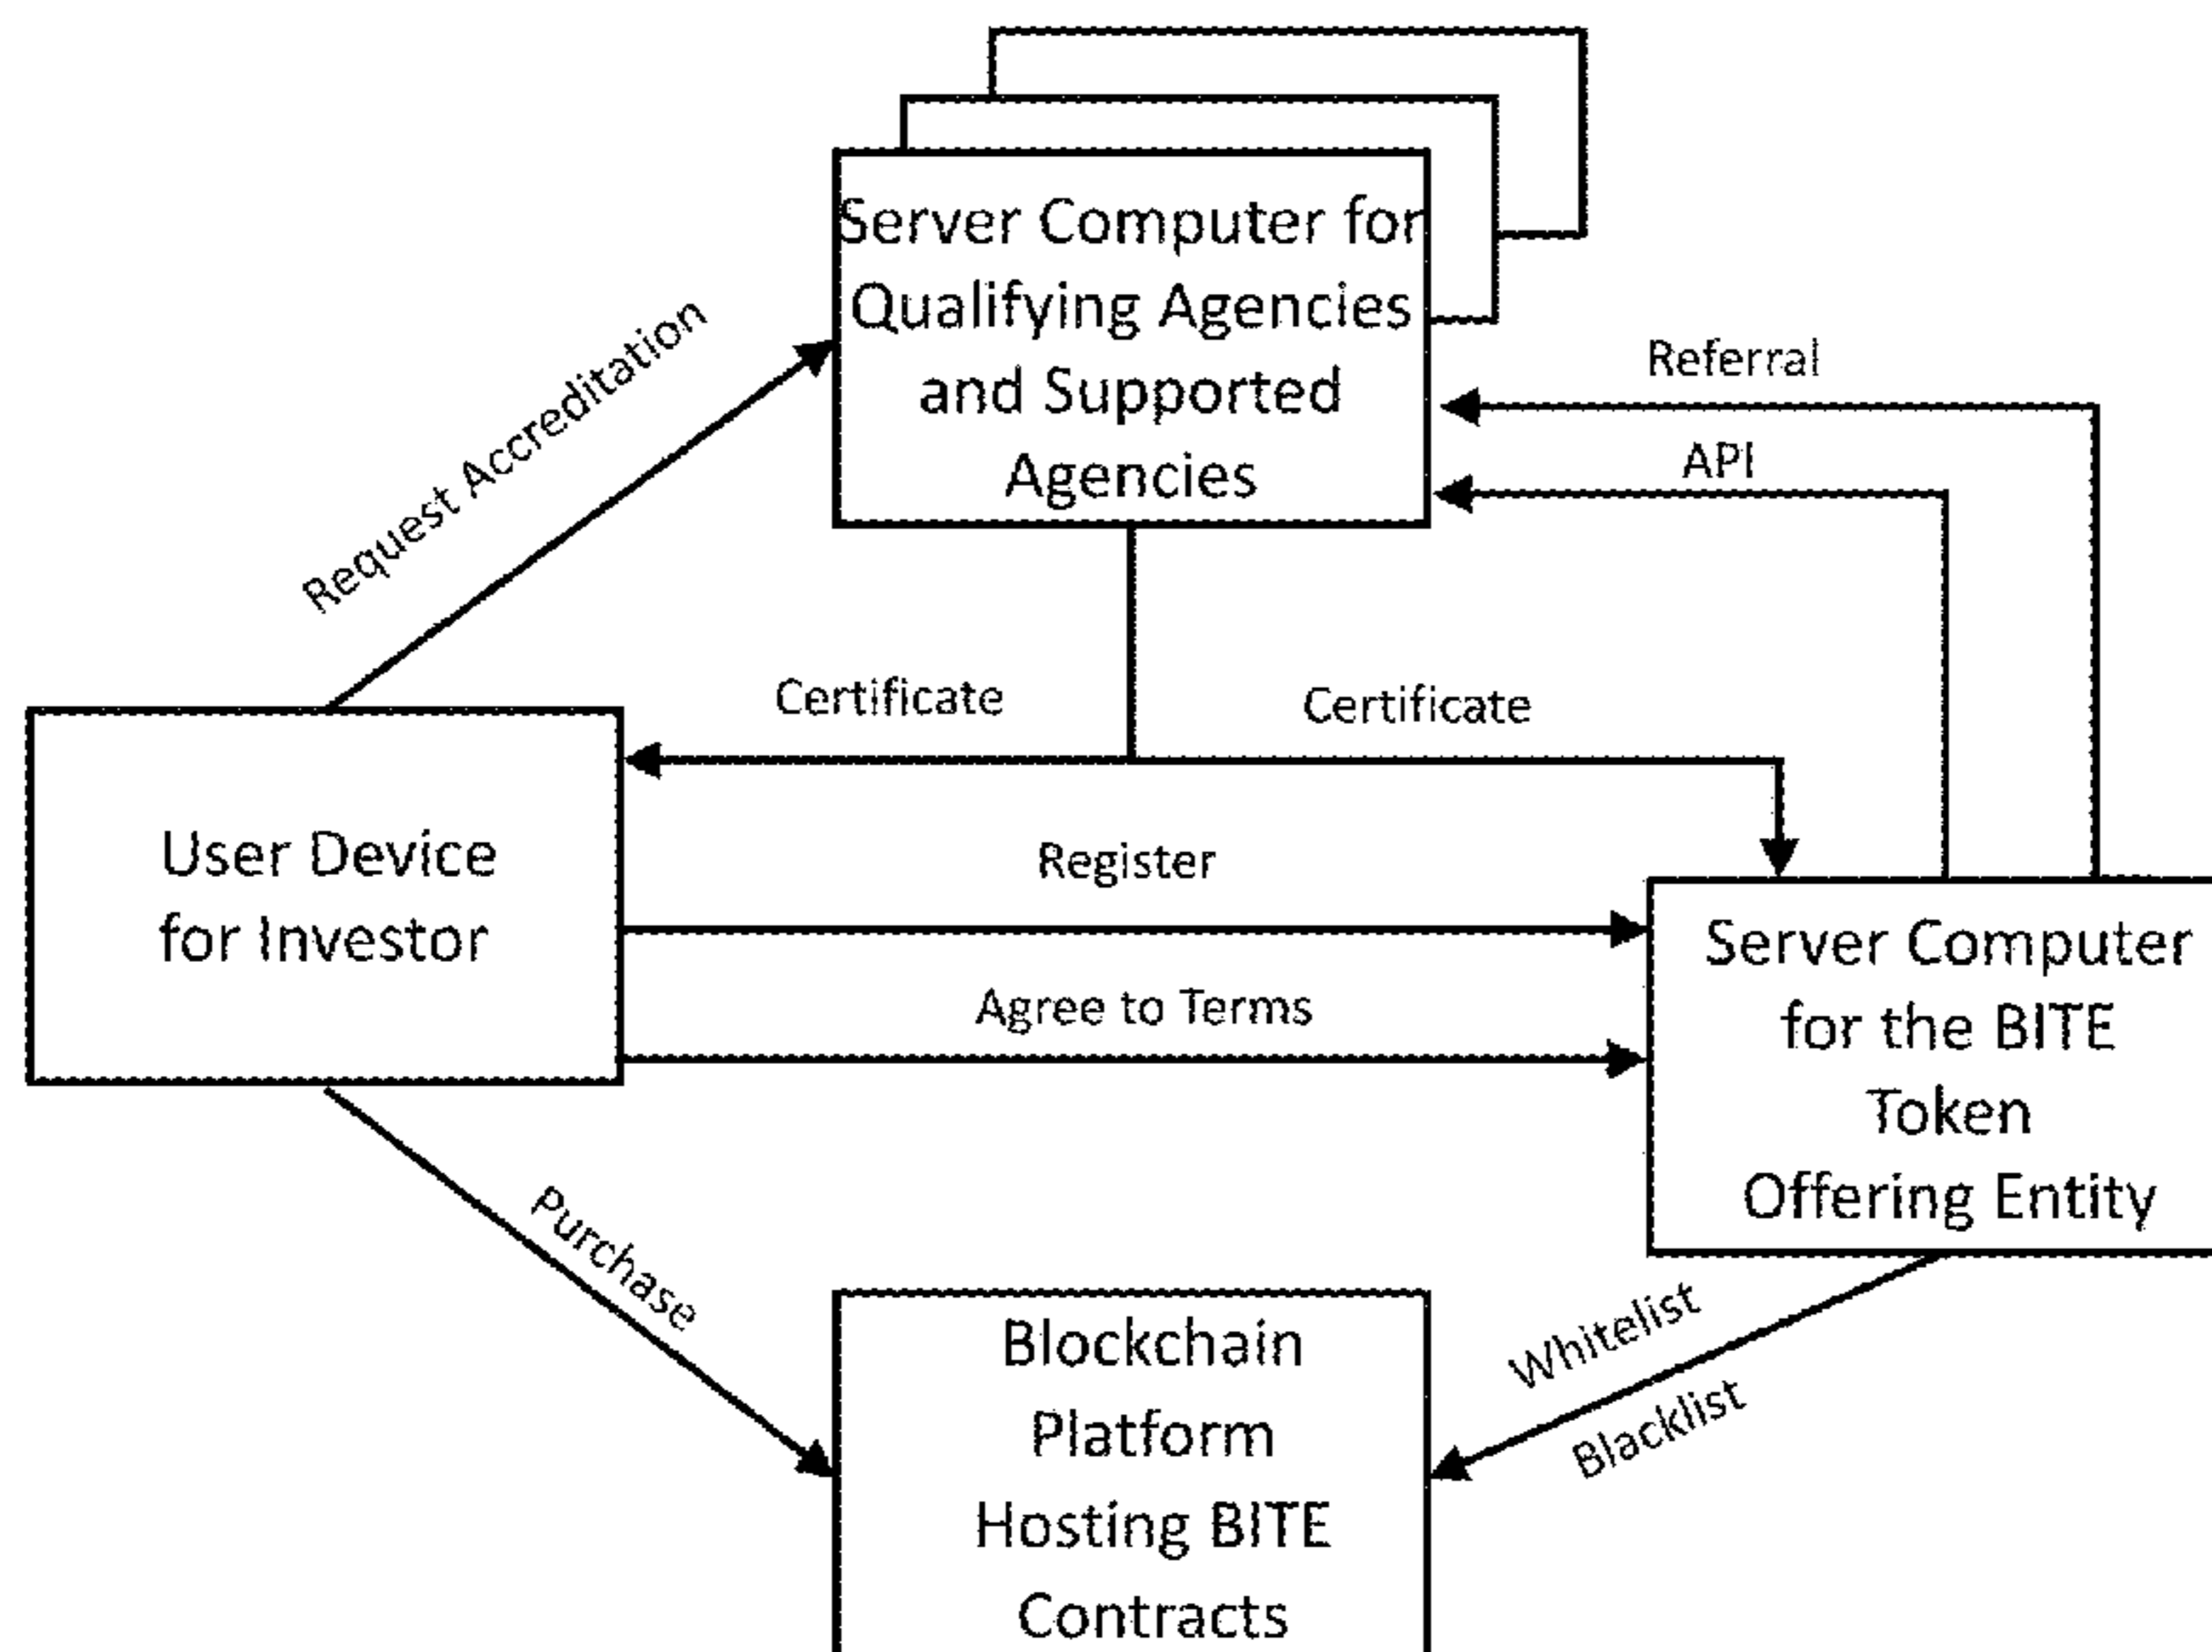 Server Computer for
Qualifying Agencies
and Supported
Agencies
Request Accreditation
Referral
API
Certificate
Certificate
User Device
for Investor
Register
Agree to Terms
Server Computer
for the BITE
Token
Offering Entity
Purchase
Whitelist
Blacklist
Blockchain
Platform
Hosting BITE
Contracts